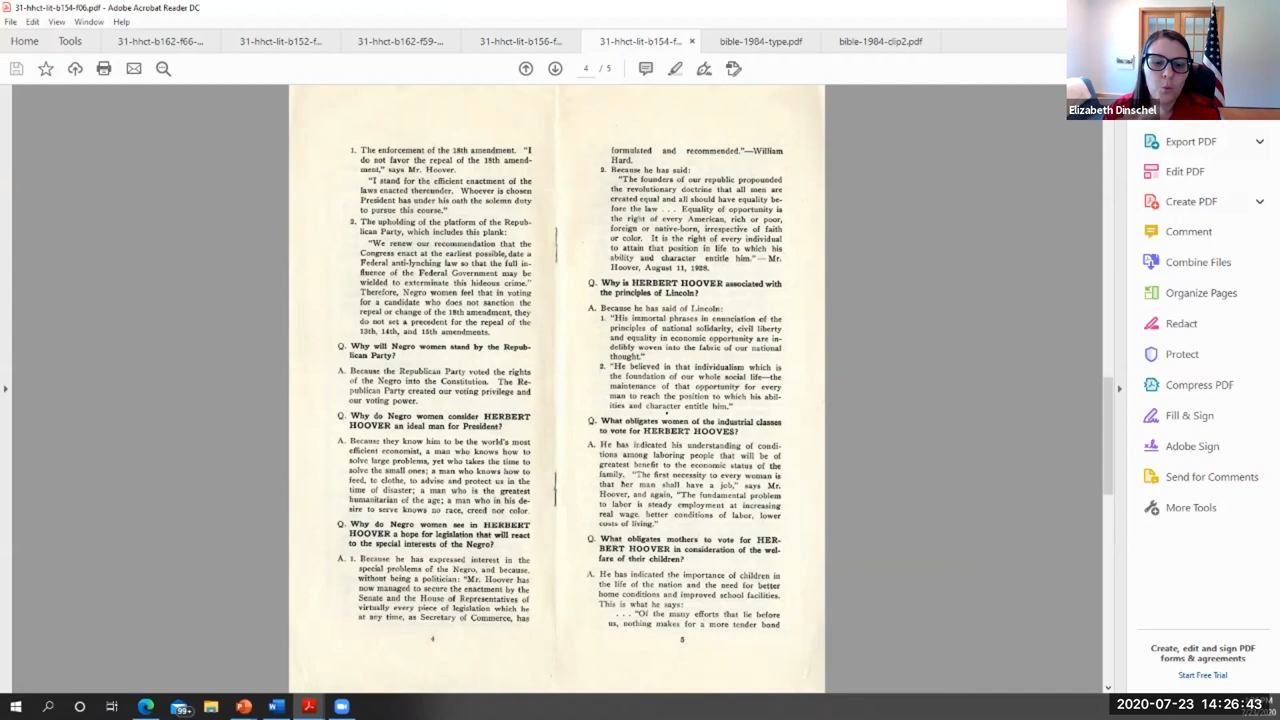 31-hhct-lit-b154-f06.pdf - Adobe Acrobat Reader DC
File Edit View Window Help
Home Tools 31-hhct-b162-f66-... 31-hhct-lit-b152-f... 31-hhct-b162-f59-... 31-hhct-lit-b156-f... 31-hhct-lit-b154-f... × bible-1984-type.pdf bible-1984-clip2.pdf
4 / 5
Elizabeth Dinschel
1. The enforcement of the 18th amendment. "I
do not favor the repeal of the 18th amend-
ment," says Mr. Hoover.
"I stand for the efficient enactment of the
laws enacted thereunder. Whoever is chosen
President has under his oath the solemn duty
to pursue this course."
2. The upholding of the platform of the Repub-
lican Party, which includes this plank:
"We renew our recommendation that the
Congress enact at the earliest possible, date a
Federal anti-lynching law so that the full in-
fluence of the Federal Government may be
wielded to exterminate this hideous crime."
Therefore, Negro women feel that in voting
for a candidate who does not sanction the
repeal or change of the 18th amendment, they
do not set a precedent for the repeal of the
13th, 14th, and 15th amendments.
Q. Why will Negro women stand by the Repub-
lican Party?
A. Because the Republican Party voted the rights
of the Negro into the Constitution. The Re-
publican Party created our voting privilege and
our voting power.
Q. Why do Negro women consider HERBERT
HOOVER an ideal man for President?
A. Because they know him to be the world's most
efficient economist, a man who knows how to
solve large problems, yet who takes the time to
solve the small ones; a man who knows how to
feed, to clothe, to advise and protect us in the
time of disaster; a man who is the greatest
humanitarian of the age; a man who in his de-
sire to serve knows no race, creed nor color.
Q. Why do Negro women see in HERBERT
HOOVER a hope for legislation that will react
to the special interests of the Negro?
A. 1. Because he has expressed interest in the
special problems of the Negro, and because,
without being a politician: "Mr. Hoover has
now managed to secure the enactment by the
Senate and the House of Representatives of
virtually every piece of legislation which he
at any time, as Secretary of Commerce, has
4
formulated and recommended."—William
Hard.
2. Because he has said:
"The founders of our republic propounded
the revolutionary doctrine that all men are
created equal and all should have equality be-
fore the law . . . Equality of opportunity is
the right of every American, rich or poor,
foreign or native-born, irrespective of faith
or color. It is the right of every individual
to attain that position in life to which his
ability and character entitle him."—Mr.
Hoover, August 11, 1928.
Q. Why is HERBERT HOOVER associated with
the principles of Lincoln?
A. Because he has said of Lincoln:
1. "His immortal phrases in enunciation of the
principles of national solidarity, civil liberty
and equality in economic opportunity are in-
delibly woven into the fabric of our national
thought."
2. "He believed in that individualism which is
the foundation of our whole social life—the
maintenance of that opportunity for every
man to reach the position to which his abil-
ities and character entitle him."
Q. What obligates women of the industrial classes
to vote for HERBERT HOOVES?
A. He has indicated his understanding of condi-
tions among laboring people that will be of
greatest benefit to the economic status of the
family. "The first necessity to every woman is
that her man shall have a job," says Mr.
Hoover, and again, "The fundamental problem
to labor is steady employment at increasing
real wage, better conditions of labor, lower
costs of living."
Q. What obligates mothers to vote for HER-
BERT HOOVER in consideration of the wel-
fare of their children?
A. He has indicated the importance of children in
the life of the nation and the need for better
home conditions and improved school facilities.
This is what he says:
. . . "Of the many efforts that lie before
us, nothing makes for a more tender bond
5
Export PDF
Edit PDF
Create PDF
Comment
Combine Files
Organize Pages
Redact
Protect
Compress PDF
Fill & Sign
Adobe Sign
Send for Comments
More Tools
Create, edit and sign PDF
forms & agreements
Start Free Trial
99+
2020-07-23 14:26:43